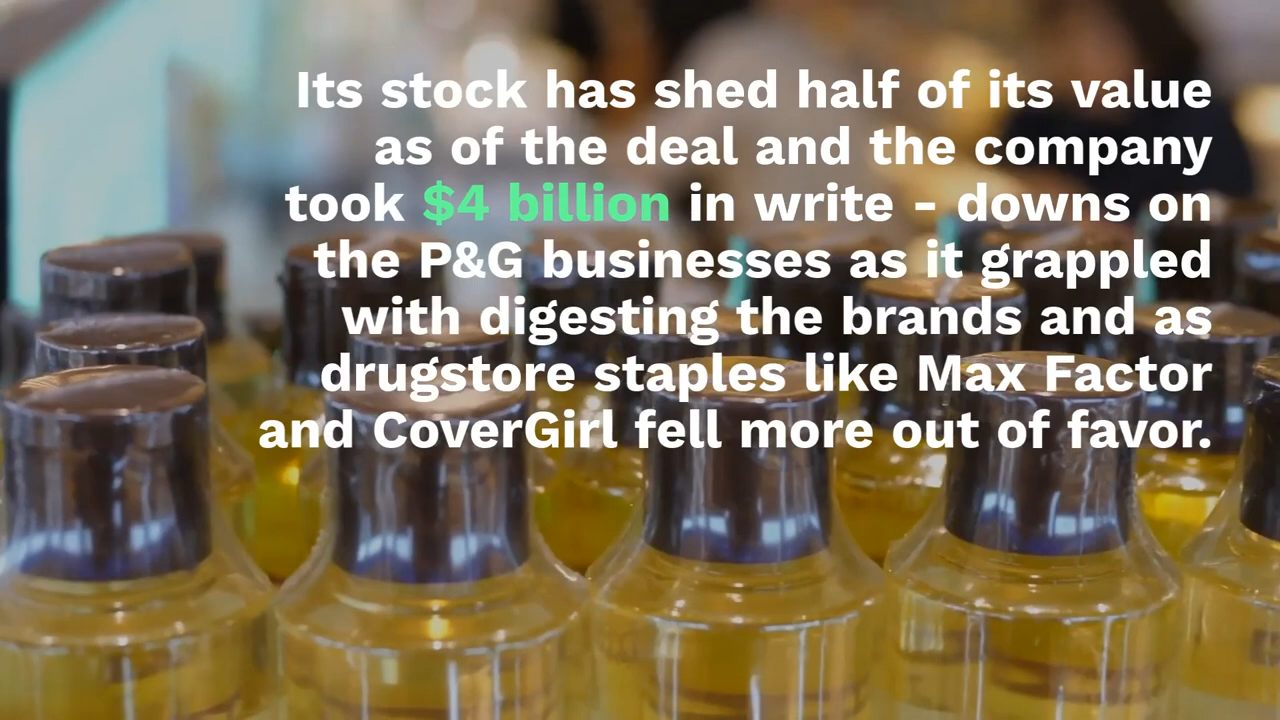 Its stock has shed half of its value
as of the deal and the company
took $4 billion in write - downs on
the P&G businesses as it grappled
with digesting the brands and as
drugstore staples like Max Factor
and CoverGirl fell more out of favor.